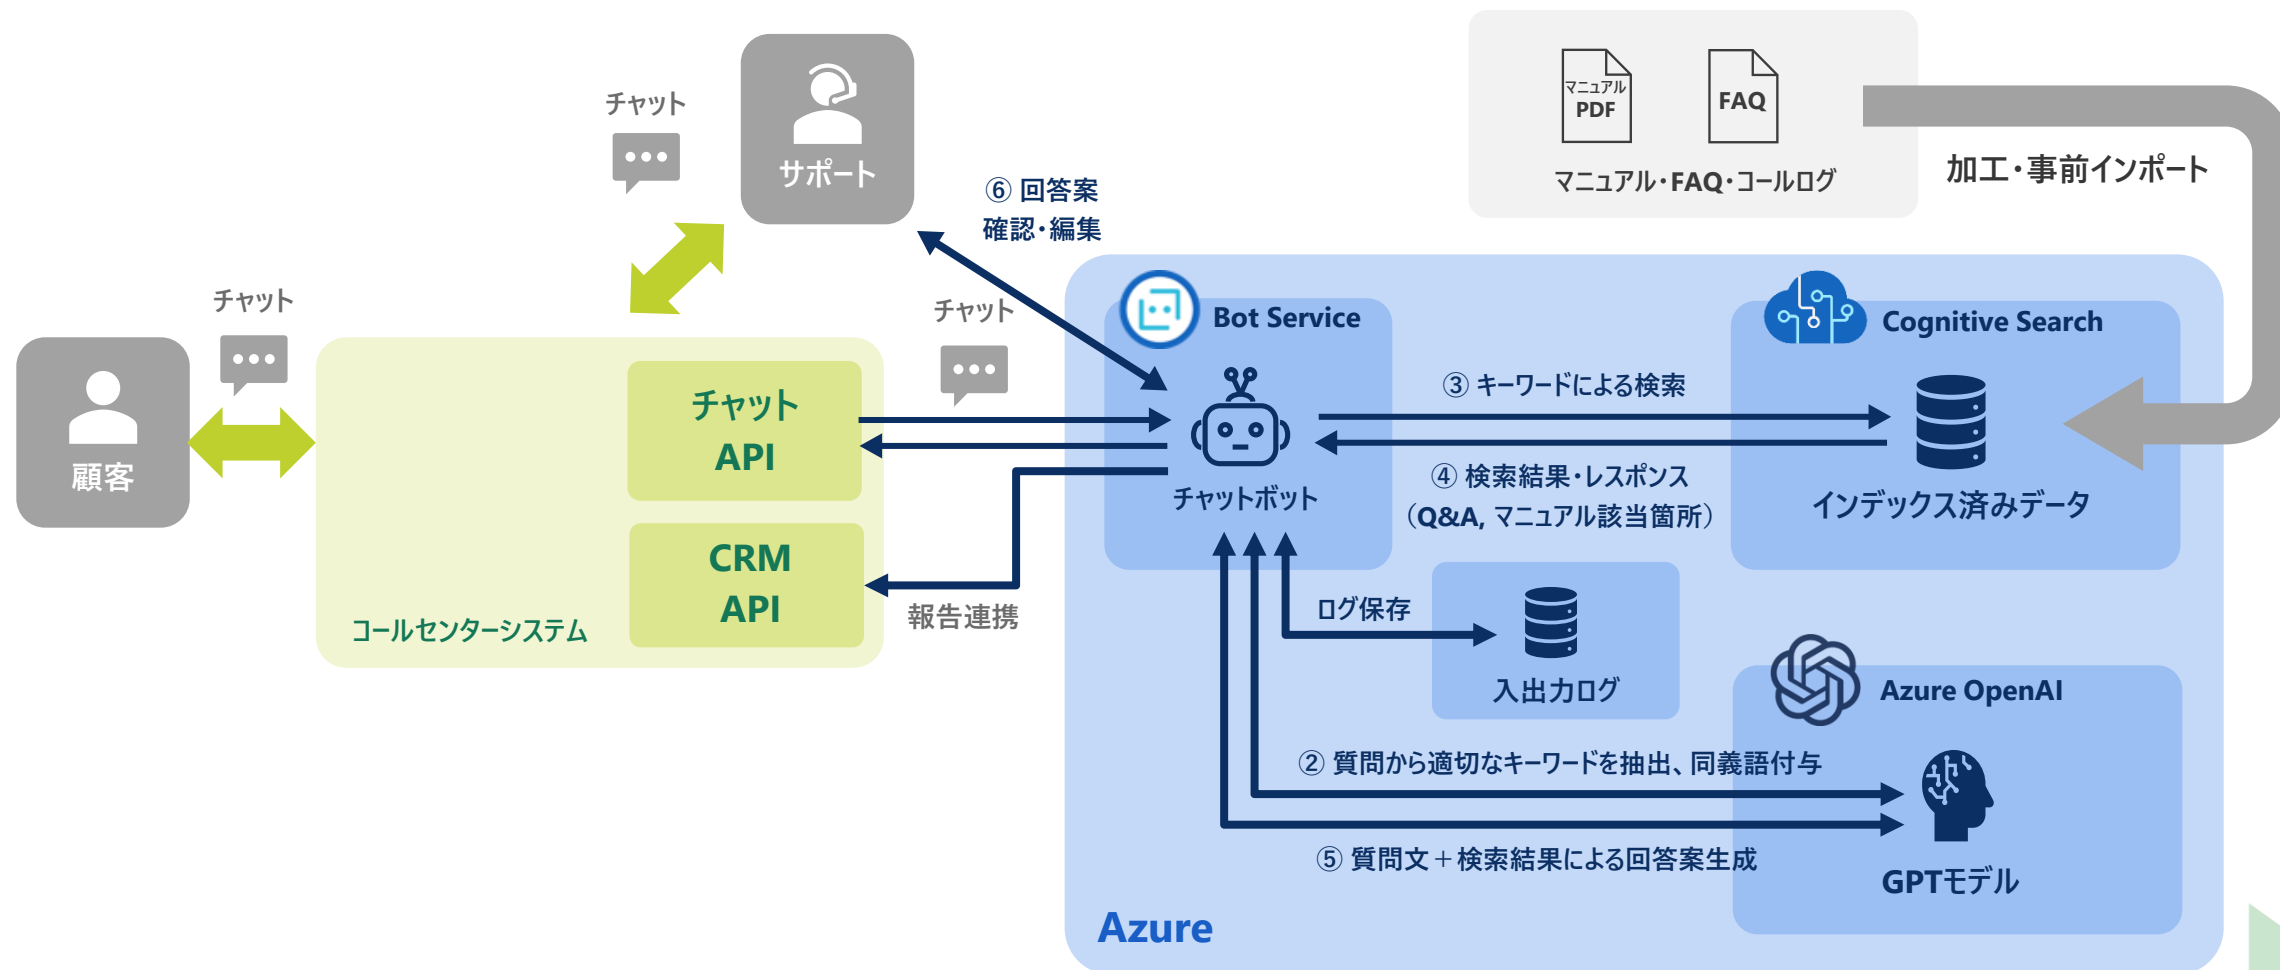 チャット
サポート
⑥ 回答案
確認・編集
マニュアル
PDF
FAQ
マニュアル・FAQ・コールログ
加工・事前インポート
チャット
顧客
チャット
API
CRM
API
コールセンターシステム
チャット
報告連携
Bot Service
チャットボット
③ キーワードによる検索
④ 検索結果・レスポンス
（Q&A, マニュアル該当箇所）
Cognitive Search
インデックス済みデータ
ログ保存
入出力ログ
Azure OpenAI
② 質問から適切なキーワードを抽出、同義語付与
⑤ 質問文＋検索結果による回答案生成
GPTモデル
Azure